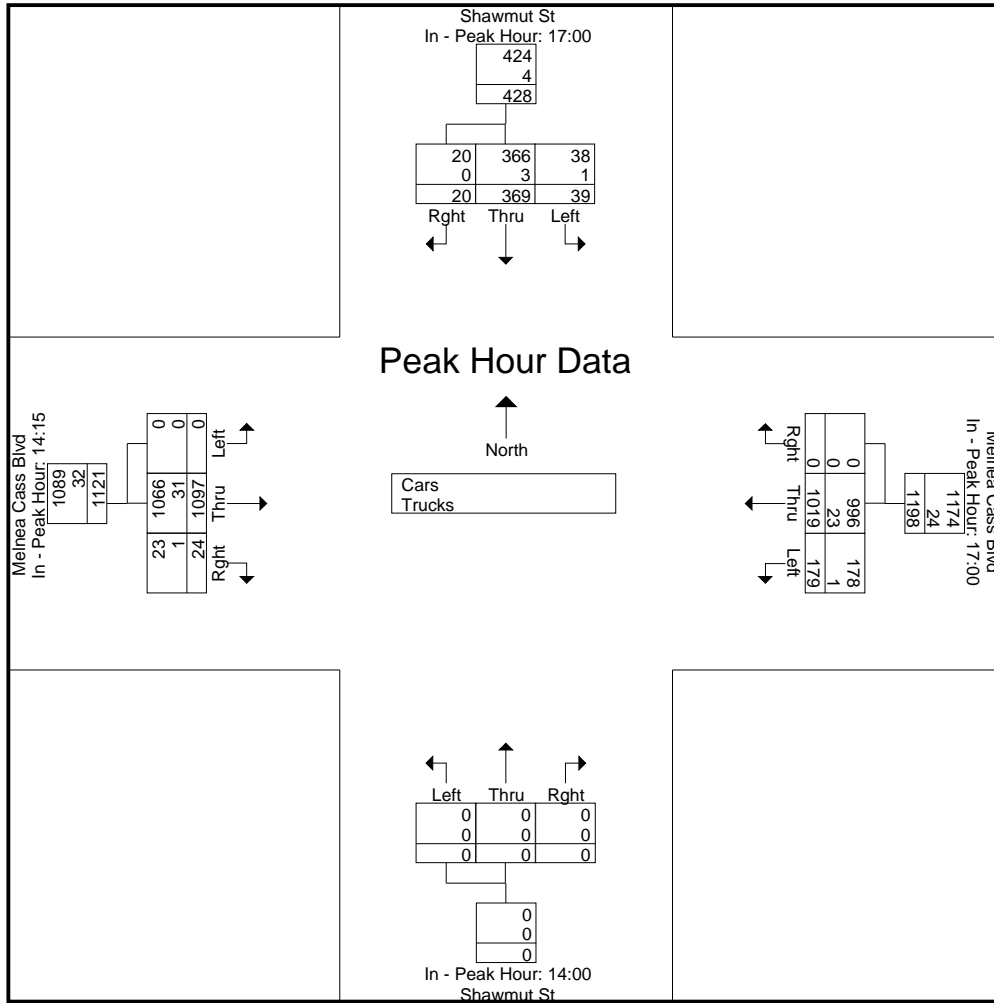 Shawmut St
In - Peak Hour: 17:00
424
4
428
20 366 38
0 3 1
20 369 39
Rght Thru Left
Peak Hour Data
North
Cars
Trucks
Melnea Cass Blvd
In - Peak Hour: 14:15
1089
32
1121
0 1066 23
0 31 1
0 1097 24
Left Thru Rght
Melnea Cass Blvd
In - Peak Hour: 17:00
1174
24
1198
0 996 178
0 23 1
0 1019 179
Rght Thru Left
Left Thru Rght
0 0 0
0 0 0
0 0 0
0
0
0
In - Peak Hour: 14:00
Shawmut St